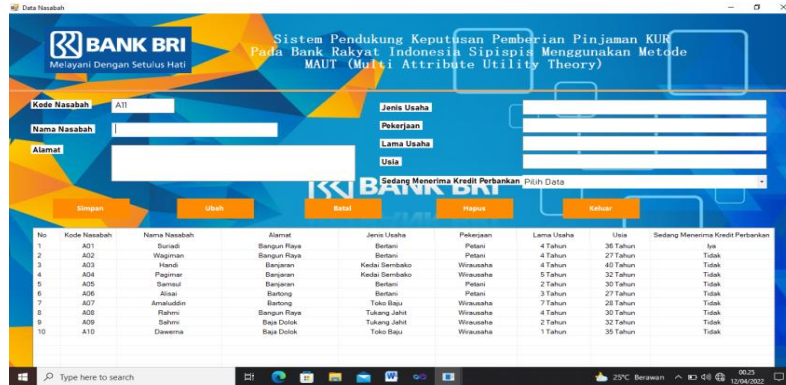 Data Nasabah
BANK BRI
Melayani Dengan Setulus Hati
Sistem Pendukung Keputusan Pemberian Pinjaman KUR
Pada Bank Rakyat Indonesia Sipispis Menggunakan Metode
MAUT (Multi Attribute Utility Theory)
Kode Nasabah A11
Nama Nasabah
Alamat
Jenis Usaha
Pekerjaan
Lama Usaha
Usia
Sedang Menerima Kredit Perbankan Pilih Data
BANK BRI
Simpan Ubah Batal Hapus Keluar
No Kode Nasabah Nama Nasabah Alamat Jenis Usaha Pekerjaan Lama Usaha Usia Sedang Menerima Kredit Perbankan
1 A01 Suriadi Bangun Raya Bertani Petani 4 Tahun 36 Tahun Iya
2 A02 Wagiman Bangun Raya Bertani Petani 4 Tahun 27 Tahun Tidak
3 A03 Handi Banjaran Kedai Sembako Wirausaha 4 Tahun 40 Tahun Tidak
4 A04 Pagimar Banjaran Kedai Sembako Wirausaha 5 Tahun 32 Tahun Tidak
5 A05 Samsul Banjaran Bertani Petani 2 Tahun 30 Tahun Tidak
6 A06 Alisai Bartong Bertani Petani 3 Tahun 27 Tahun Tidak
7 A07 Amaluddin Bartong Toko Baju Wirausaha 7 Tahun 28 Tahun Tidak
8 A08 Rahmi Bangun Raya Tukang Jahit Wirausaha 4 Tahun 30 Tahun Tidak
9 A09 Sahmi Baja Dolok Tukang Jahit Wirausaha 2 Tahun 32 Tahun Tidak
10 A10 Dawerna Baja Dolok Toko Baju Wirausaha 1 Tahun 35 Tahun Tidak
Type here to search
25°C Berawan
00.25
12/04/2022